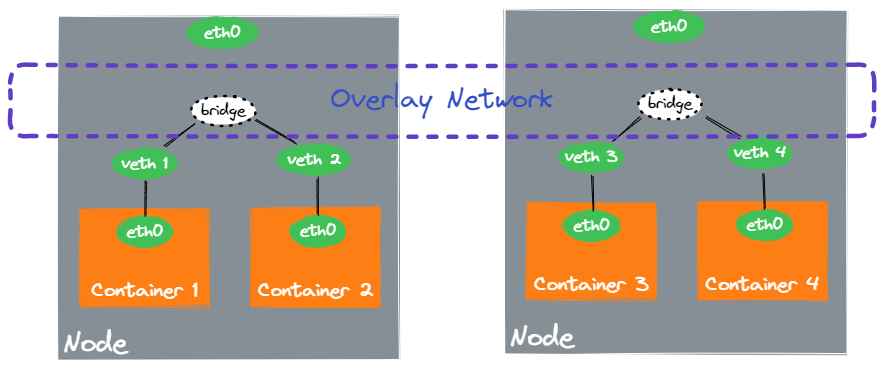 eth0
eth0
bridge
Overlay Network
bridge
veth 1
veth 2
veth 3
veth 4
eth0
eth0
eth0
eth0
Container 1
Container 2
Container 3
Container 4
Node
Node